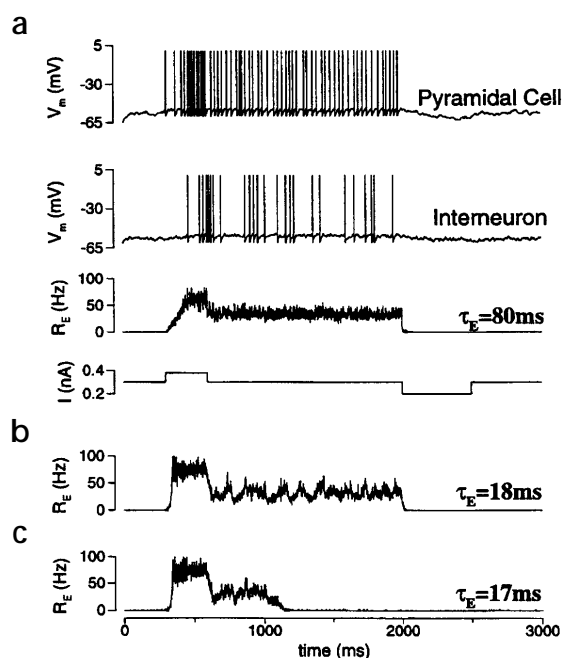 a
5
-30
-65
V_m (mV)
Pyramidal Cell
5
-30
-65
V_m (mV)
Interneuron
100
50
0
R_E (Hz)
τ_E=80ms
0.4
0.2
I (nA)
b
100
50
0
R_E (Hz)
τ_E=18ms
c
100
50
0
R_E (Hz)
τ_E=17ms
0 1000 2000 3000
time (ms)